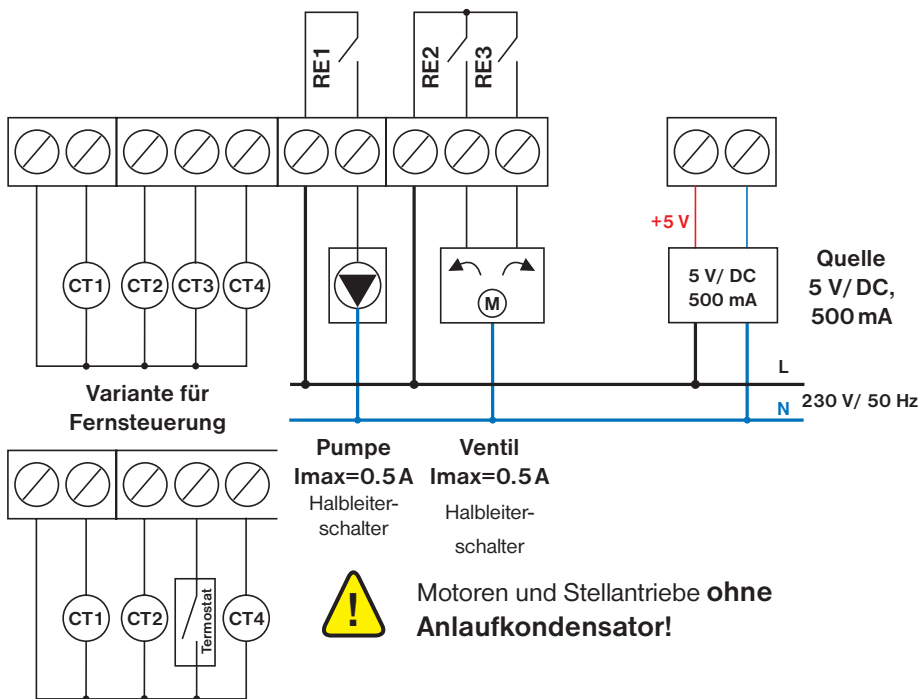 RE1
RE2
RE3
CT1
CT2
CT3
CT4
+5 V
5 V/ DC
500 mA
Quelle
5 V/ DC,
500 mA
L
N
230 V/ 50 Hz
Variante für
Fernsteuerung
M
Pumpe
Imax=0.5 A
Halbleiter-
schalter
Ventil
Imax=0.5 A
Halbleiter-
schalter
CT1
CT2
Termostat
CT4
!
Motoren und Stellantriebe ohne
Anlaufkondensator!